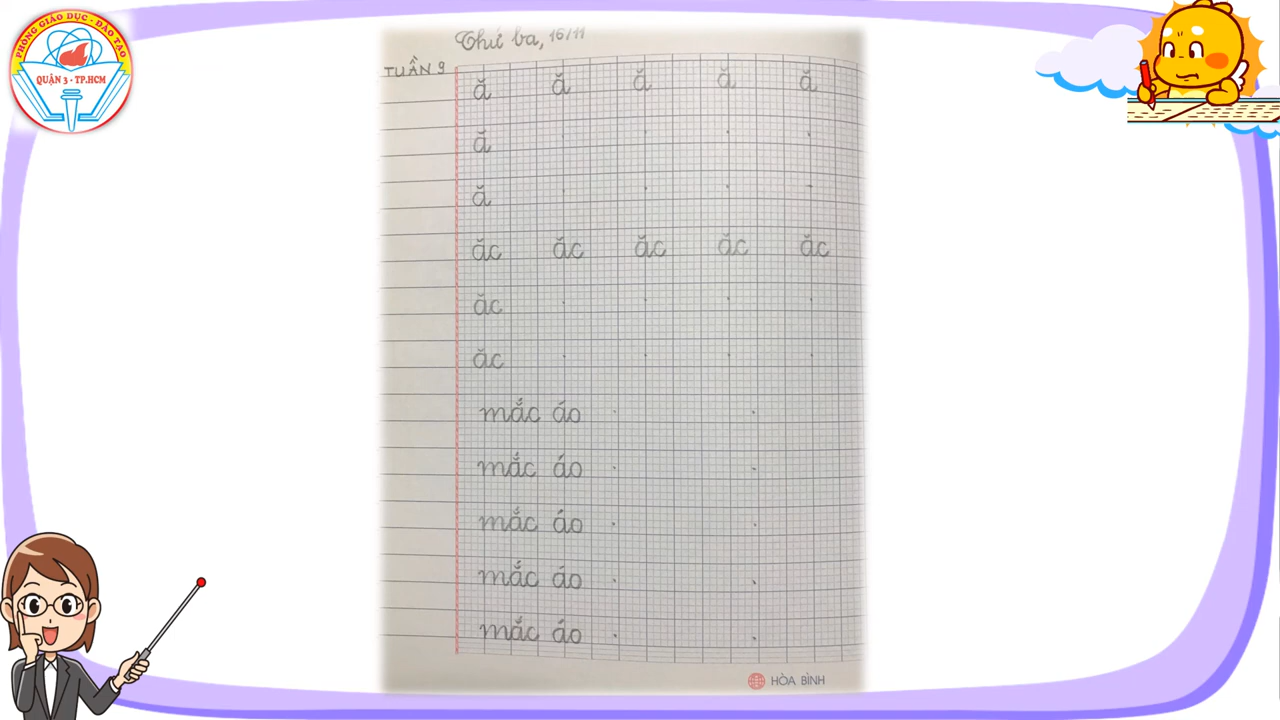 PHÒNG GIÁO DỤC - ĐÀO TẠO
QUẬN 3 - TP.HCM
Thứ ba, 16/11
TUẦN 9
ă ă ă ă ă
ă
ă
ăc ăc ăc ăc ăc
ăc
ăc
mắc áo
mắc áo
mắc áo
mắc áo
mắc áo
HÒA BÌNH